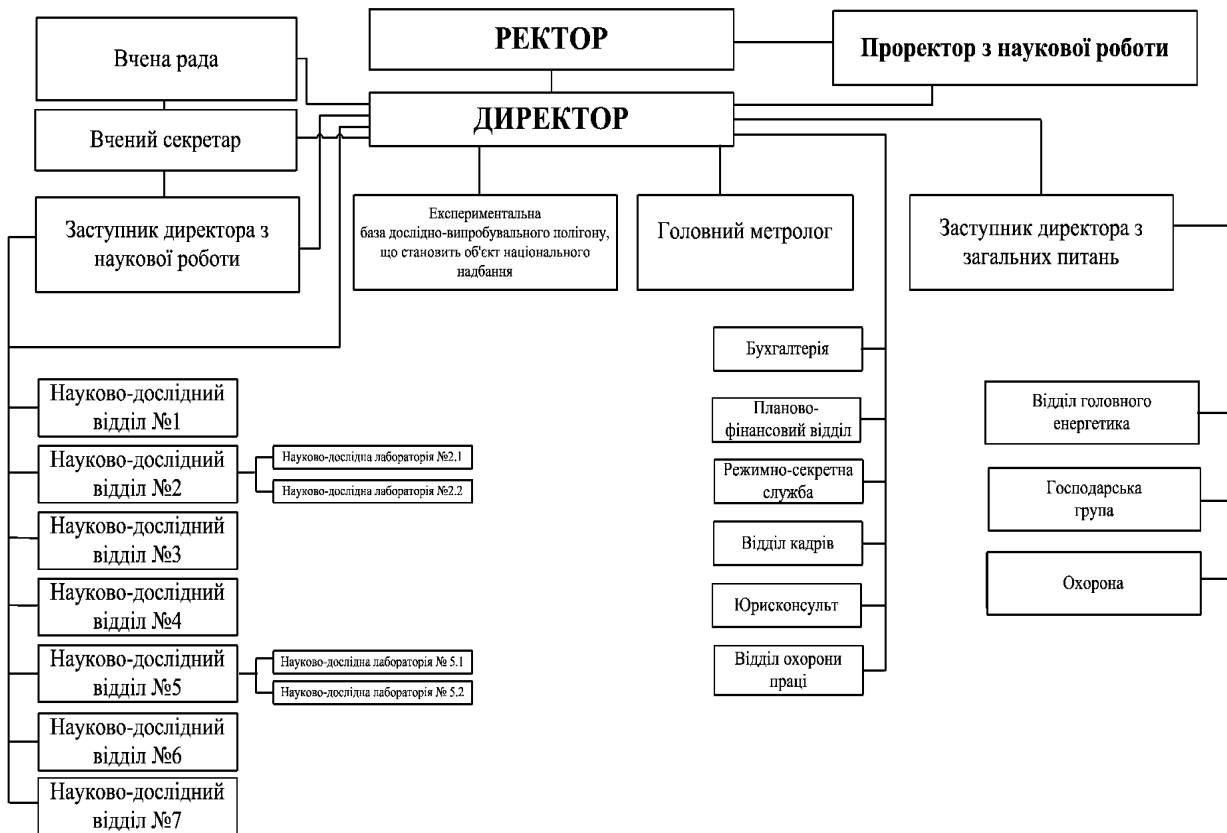 РЕКТОР
Проректор з наукової роботи
Вчена рада
ДИРЕКТОР
Вчений секретар
Заступник директора з
наукової роботи
Експериментальна
база дослідно-випробувального полігону,
що становить об'єкт національного
надбання
Головний метролог
Заступник директора з
загальних питань
Бухгалтерія
Планово-
фінансовий відділ
Режимно-секретна
служба
Відділ кадрів
Юрисконсульт
Відділ охорони
праці
Відділ головного
енергетика
Господарська
група
Охорона
Науково-дослідний
відділ №1
Науково-дослідний
відділ №2
Науково-дослідна лабораторія №2.1
Науково-дослідна лабораторія №2.2
Науково-дослідний
відділ №3
Науково-дослідний
відділ №4
Науково-дослідний
відділ №5
Науково-дослідна лабораторія № 5.1
Науково-дослідна лабораторія № 5.2
Науково-дослідний
відділ №6
Науково-дослідний
відділ №7